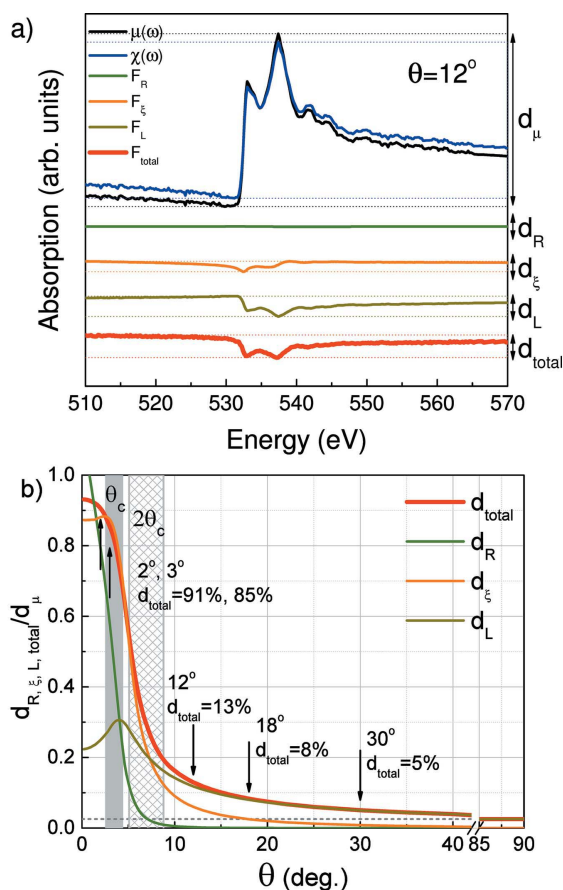 a)
μ(ω)
χ(ω)
F_R
F_ξ
F_L
F_total
θ=12°
d_μ
d_R
d_ξ
d_L
d_total
Absorption (arb. units)
510 520 530 540 550 560 570
Energy (eV)
b)
1.0
0.8
0.6
0.4
0.2
0.0
d_R, ξ, L, total/d_μ
θ_c
2θ_c
2°, 3°
d_total=91%, 85%
12°
d_total=13%
18°
d_total=8%
30°
d_total=5%
d_total
d_R
d_ξ
d_L
0 10 20 30 40 85 90
θ (deg.)